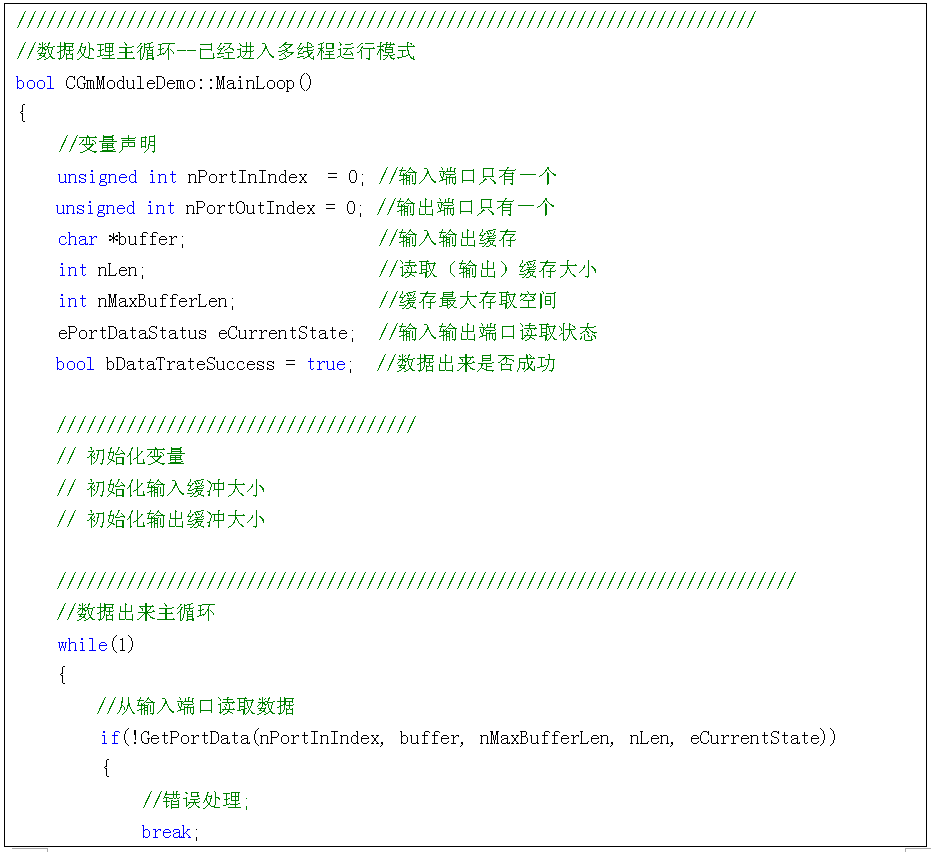 //////////////////////////////////////////////////////////////////////////
//数据处理主循环--已经进入多线程运行模式
bool CGmModuleDemo::MainLoop()
{
    //变量声明
    unsigned int nPortInIndex  = 0; //输入端口只有一个
    unsigned int nPortOutIndex = 0; //输出端口只有一个
    char *buffer;                   //输入输出缓存
    int nLen;                       //读取（输出）缓存大小
    int nMaxBufferLen;              //缓存最大存取空间
    ePortDataStatus eCurrentState;  //输入输出端口读取状态
    bool bDataTrateSuccess = true;  //数据出来是否成功
    ////////////////////////////////////
    // 初始化变量
    // 初始化输入缓冲大小
    // 初始化输出缓冲大小
    //////////////////////////////////////////////////////////////////////////
    //数据出来主循环
    while(1)
    {
        //从输入端口读取数据
        if(!GetPortData(nPortInIndex, buffer, nMaxBufferLen, nLen, eCurrentState))
        {
            //错误处理;
            break;